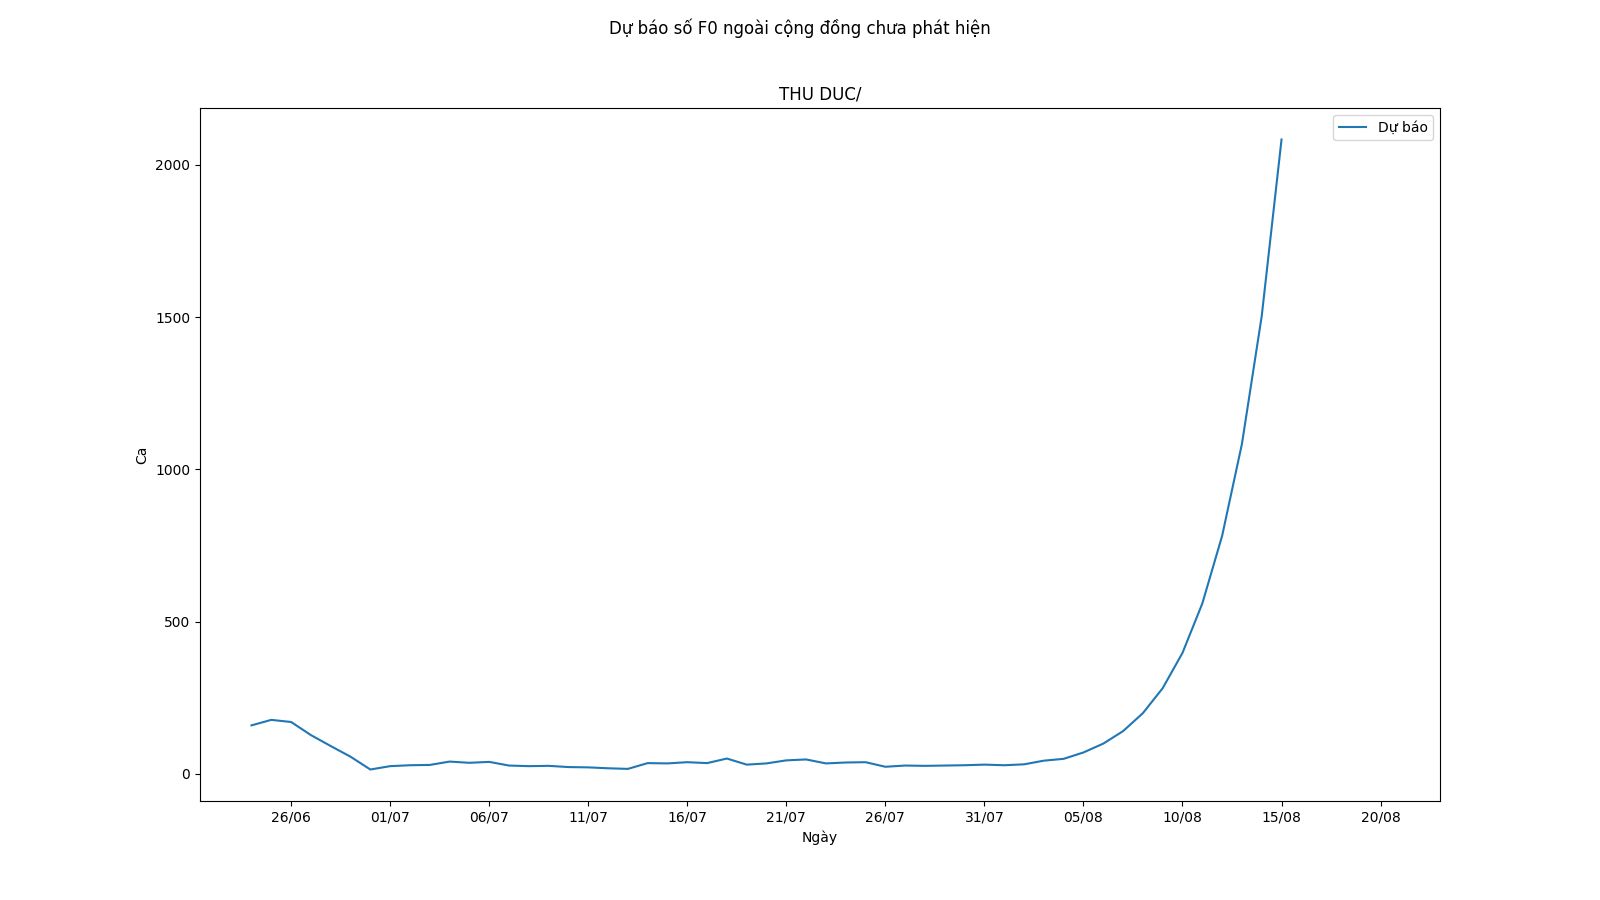 Dự báo số F0 ngoài cộng đồng chưa phát hiện
THU DUC/
Dự báo
2000
1500
1000
500
0
Ca
26/06 01/07 06/07 11/07 16/07 21/07 26/07 31/07 05/08 10/08 15/08 20/08
Ngày